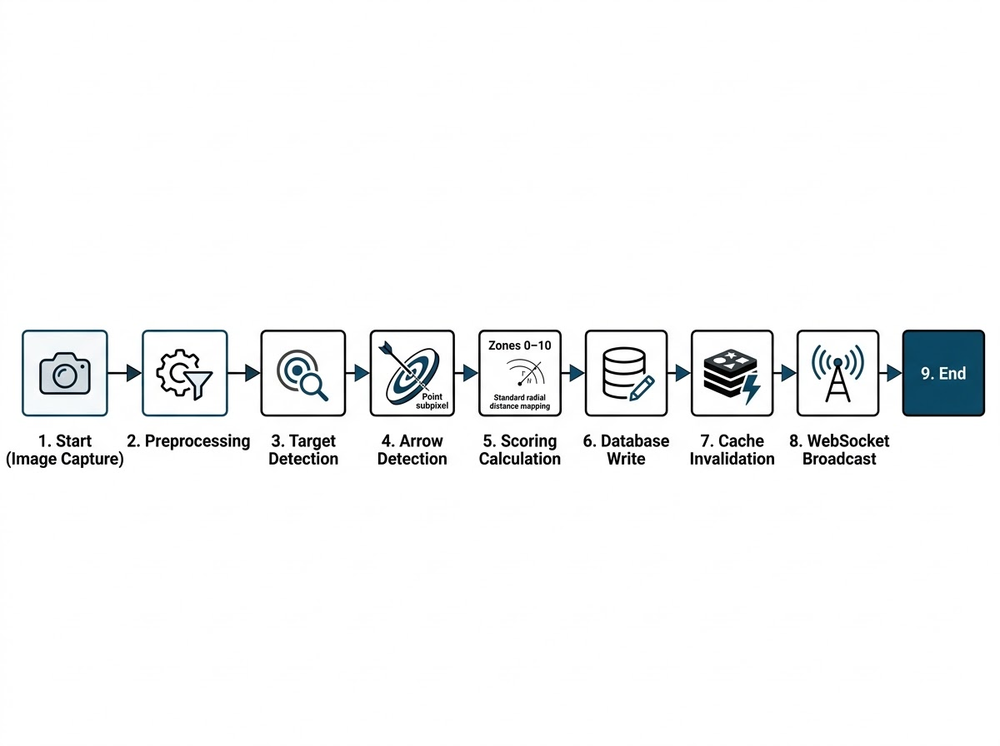 Zones 0–10
r
N
Standard radial
distance mapping
Point
subpixel
9. End
1. Start
(Image Capture)
2. Preprocessing
3. Target
Detection
4. Arrow
Detection
5. Scoring
Calculation
6. Database
Write
7. Cache
Invalidation
8. WebSocket
Broadcast